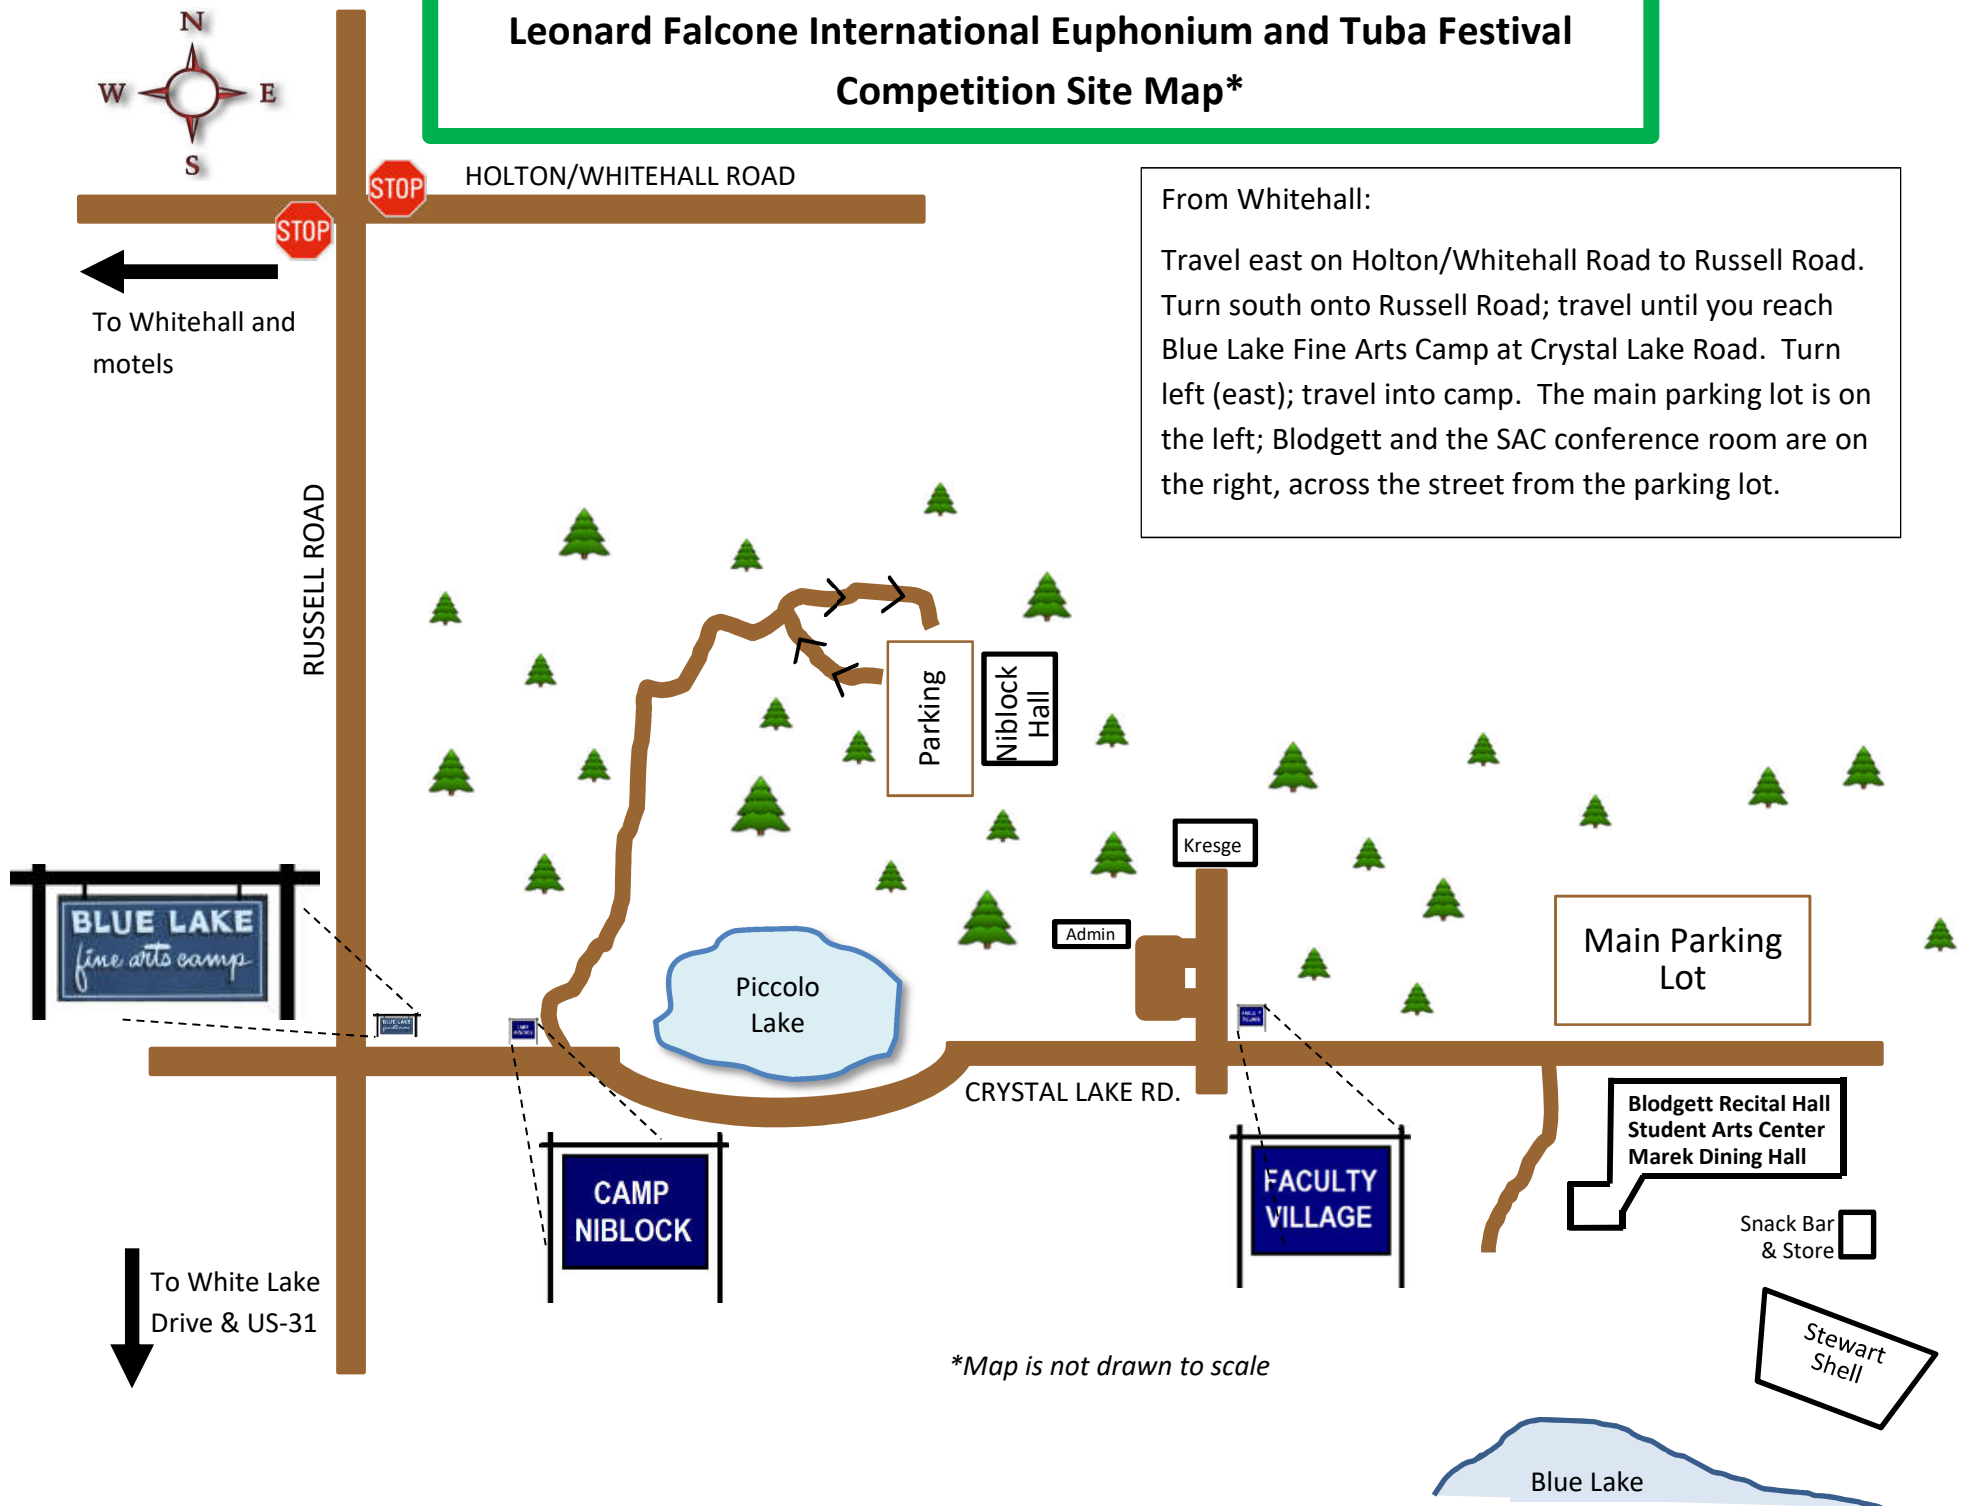 Leonard Falcone International Euphonium and Tuba Festival
Competition Site Map*
N
W
E
S
STOP
HOLTON/WHITEHALL ROAD
STOP
To Whitehall and
motels
From Whitehall:
Travel east on Holton/Whitehall Road to Russell Road.
Turn south onto Russell Road; travel until you reach
Blue Lake Fine Arts Camp at Crystal Lake Road.  Turn
left (east); travel into camp.  The main parking lot is on
the left; Blodgett and the SAC conference room are on
the right, across the street from the parking lot.
RUSSELL ROAD
Parking
Niblock
Hall
Kresge
Admin
Main Parking
Lot
BLUE LAKE
fine arts camp
Piccolo
Lake
BLUE LAKE
CAMP
NIBLOCK
VILLAGE
CRYSTAL LAKE RD.
Blodgett Recital Hall
Student Arts Center
Marek Dining Hall
CAMP
NIBLOCK
FACULTY
VILLAGE
Snack Bar
& Store
To White Lake
Drive & US-31
Stewart
Shell
*Map is not drawn to scale
Blue Lake